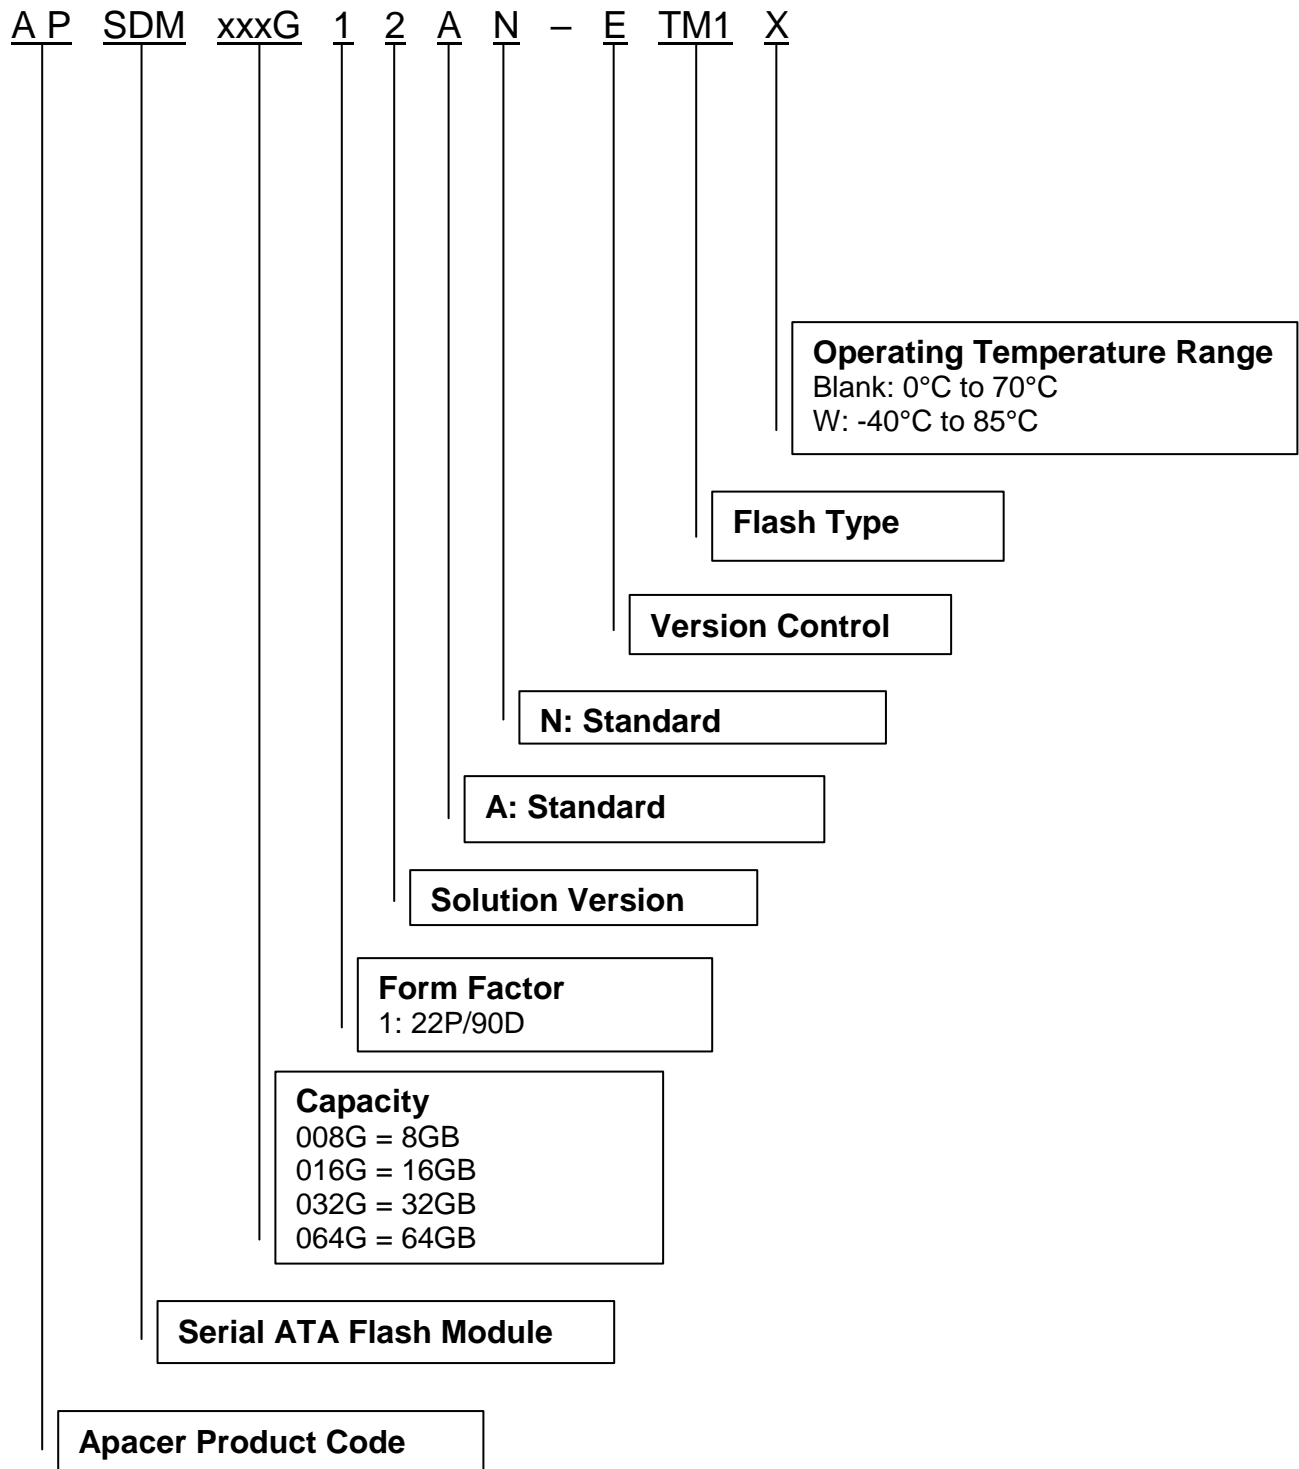 A P SDM xxxG 1 2 A N – E TM1 X
Operating Temperature Range
Blank: 0°C to 70°C
W: -40°C to 85°C
Flash Type
Version Control
N: Standard
A: Standard
Solution Version
Form Factor
1: 22P/90D
Capacity
008G = 8GB
016G = 16GB
032G = 32GB
064G = 64GB
Serial ATA Flash Module
Apacer Product Code